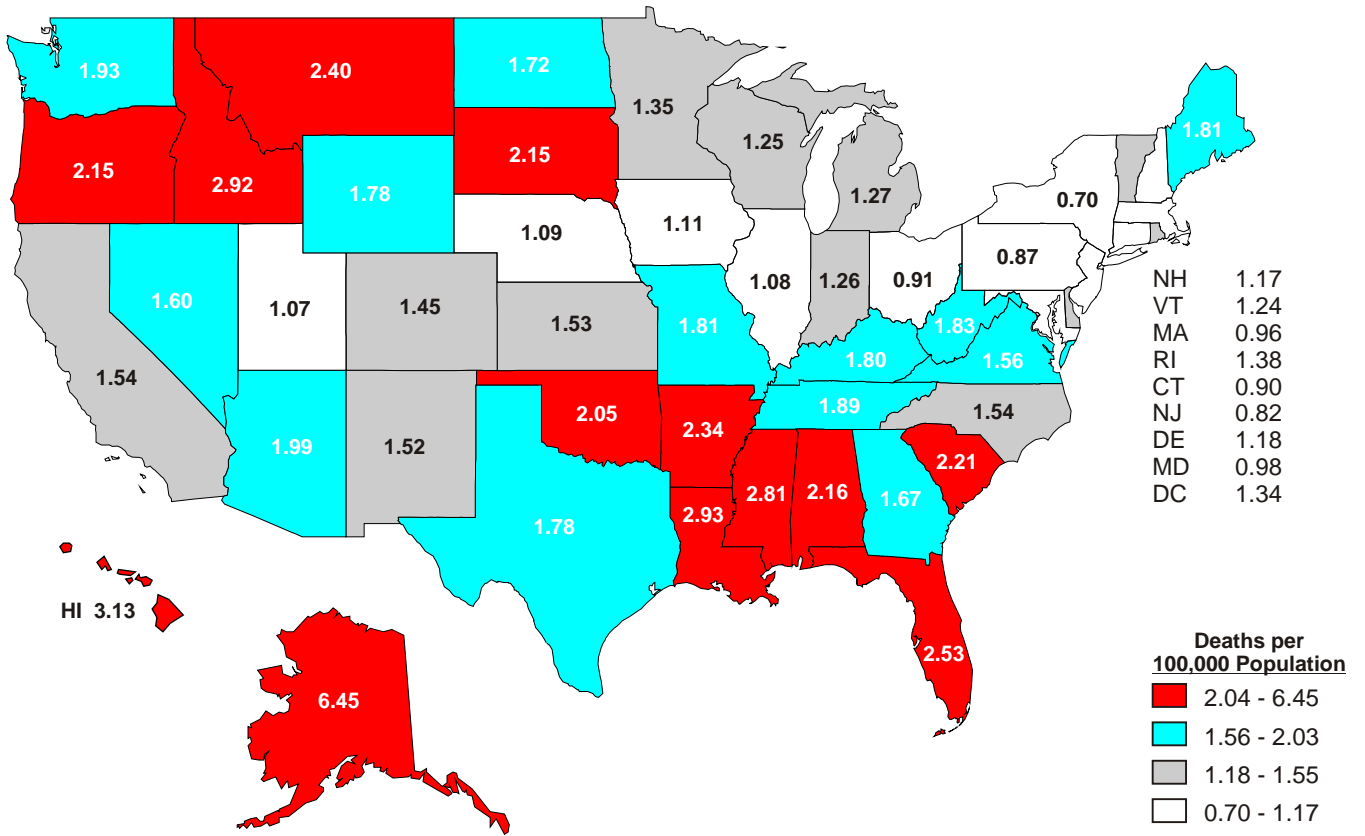 1.93
2.40
1.72
1.35
1.81
2.15
2.92
1.78
2.15
1.25
1.27
0.70
1.60
1.07
1.09
1.11
1.08
1.26
0.91
0.87
1.45
1.53
1.81
1.80
1.83
1.56
1.54
1.99
1.52
2.05
2.34
1.89
1.54
1.78
2.93
2.81
2.16
1.67
2.21
2.53
HI 3.13
6.45
NH 1.17
VT 1.24
MA 0.96
RI 1.38
CT 0.90
NJ 0.82
DE 1.18
MD 0.98
DC 1.34
Deaths per
100,000 Population
2.04 - 6.45
1.56 - 2.03
1.18 - 1.55
0.70 - 1.17